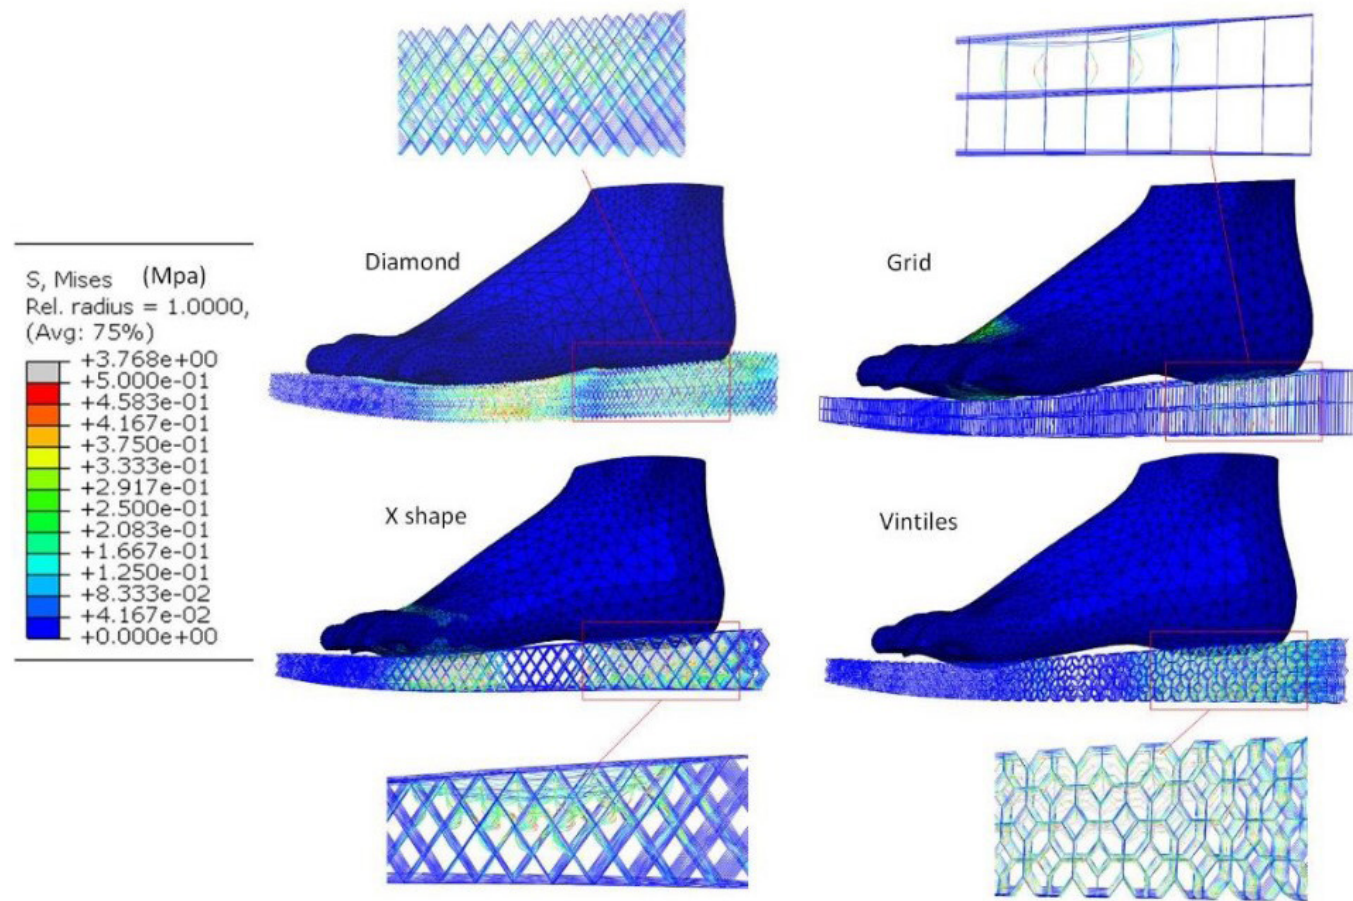 Diamond
Grid
S, Mises (Mpa)
Rel. radius = 1.0000,
(Avg: 75%)
+3.768e+00
+5.000e-01
+4.583e-01
+4.167e-01
+3.750e-01
+3.333e-01
+2.917e-01
+2.500e-01
+2.083e-01
+1.667e-01
+1.250e-01
+8.333e-02
+4.167e-02
+0.000e+00
X shape
Vintiles